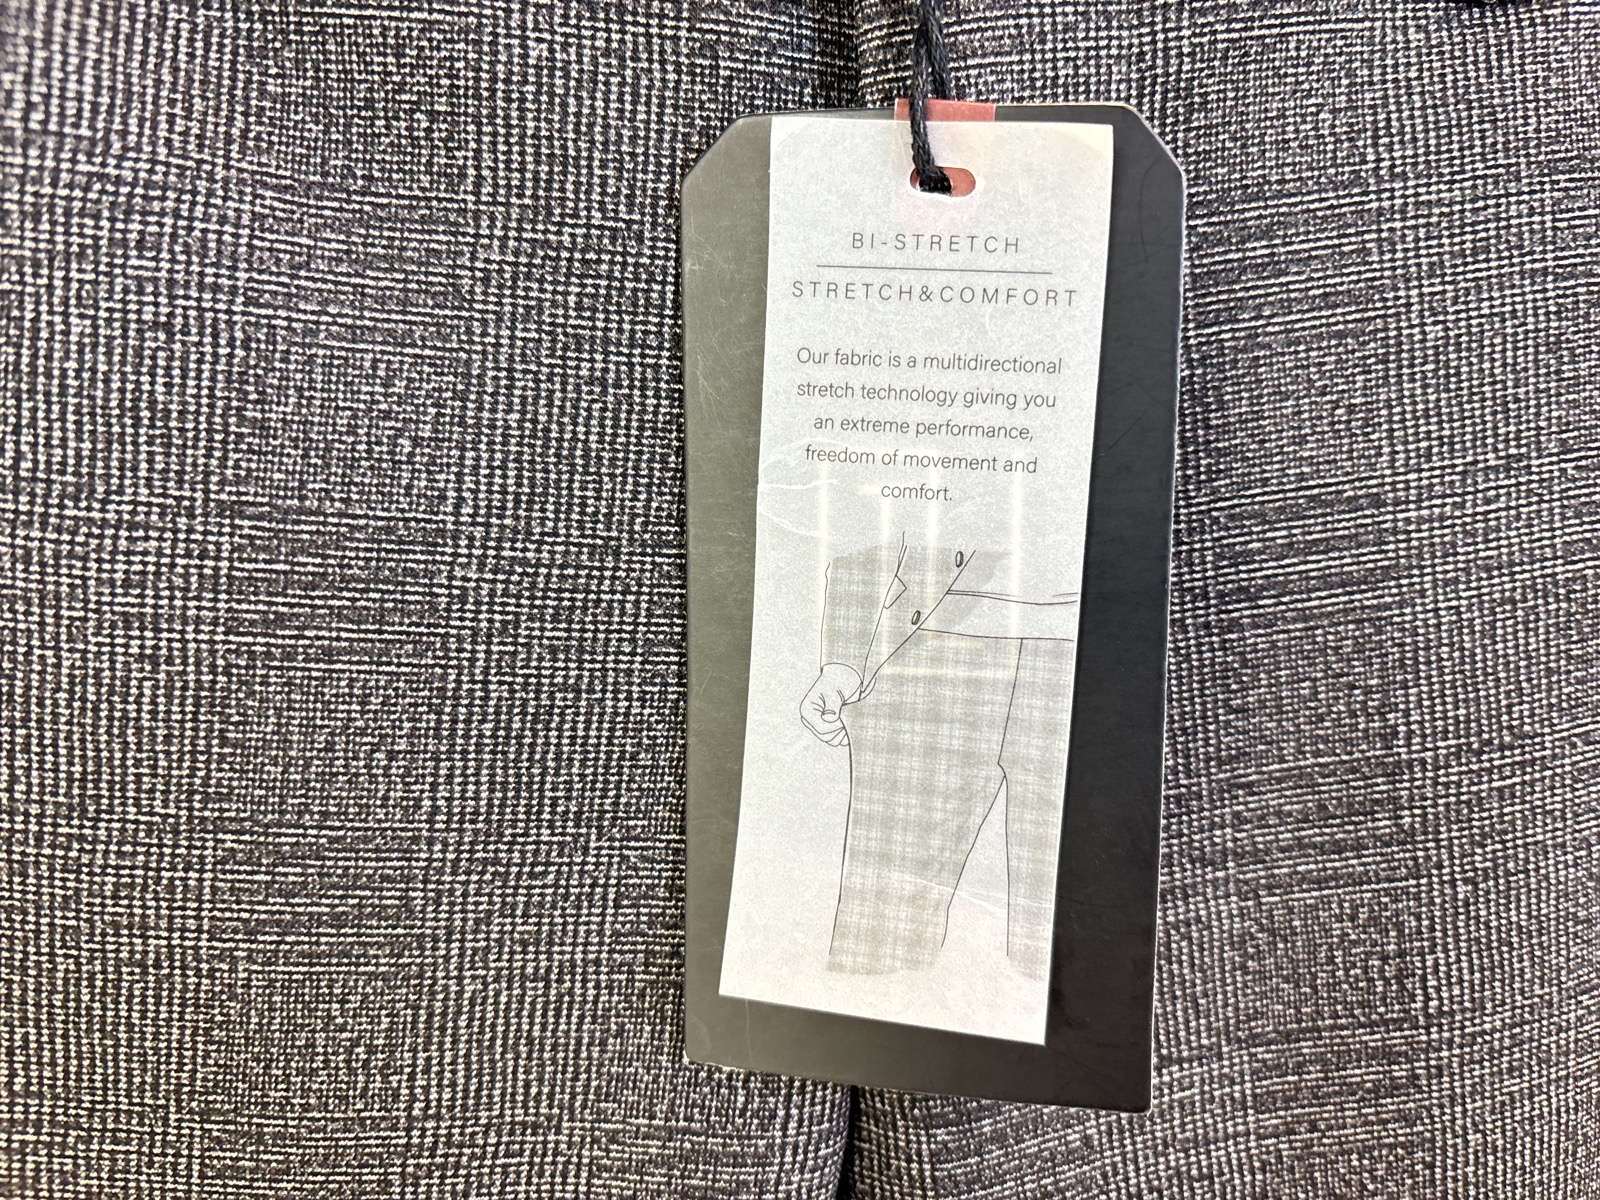 BI-STRETCH
STRETCH&COMFORT
Our fabric is a multidirectional
stretch technology giving you
an extreme performance,
freedom of movement and
comfort.